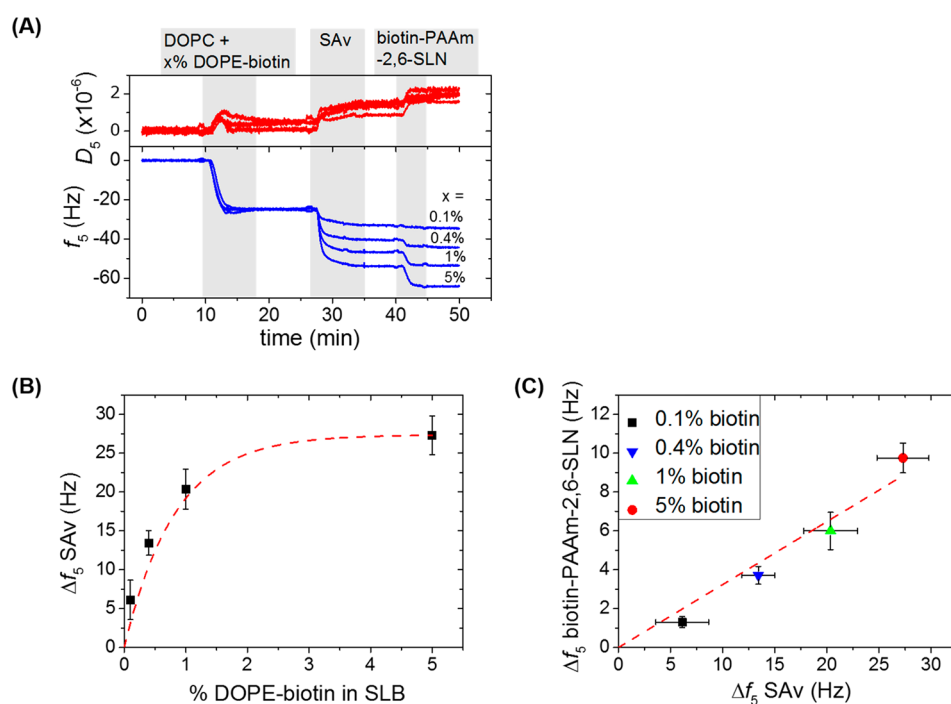 (A)
DOPC +
x% DOPE-biotin
SAv
biotin-PAAm
-2,6-SLN
D5 (x10-6)
2
0
f5 (Hz)
0
-20
-40
-60
x =
0.1%
0.4%
1%
5%
0 10 20 30 40 50
time (min)
(B)
Δf5 SAv (Hz)
30
25
20
15
10
5
0
0 1 2 3 4 5
% DOPE-biotin in SLB
(C)
Δf5 biotin-PAAm-2,6-SLN (Hz)
12
10
8
6
4
2
0
0.1% biotin
0.4% biotin
1% biotin
5% biotin
0 5 10 15 20 25 30
Δf5 SAv (Hz)